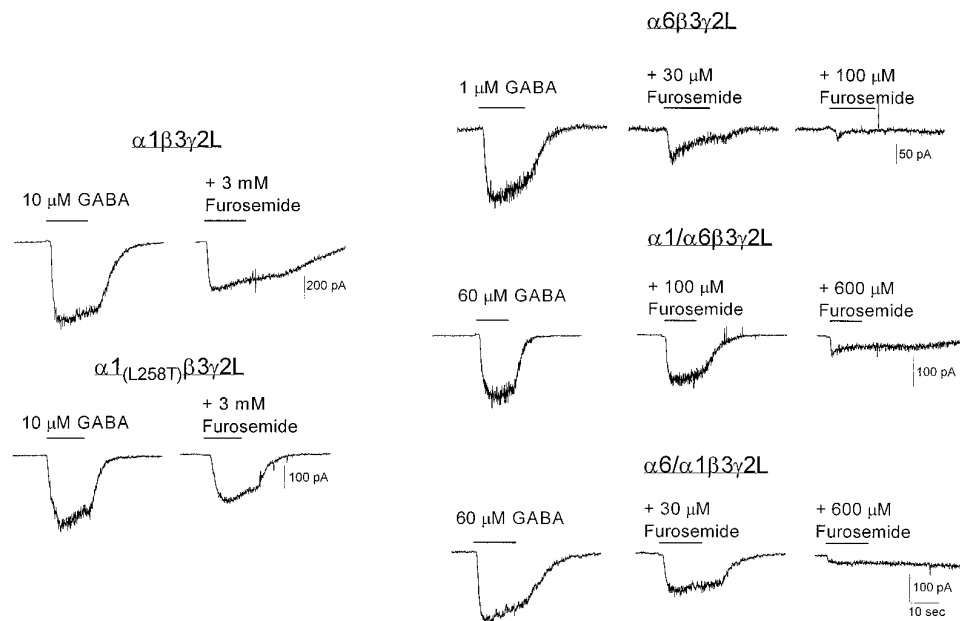 α1β3γ2L
10 μM GABA
+ 3 mM
Furosemide
200 pA
α1(L258T)β3γ2L
10 μM GABA
+ 3 mM
Furosemide
100 pA
α6β3γ2L
1 μM GABA
+ 30 μM
Furosemide
+ 100 μM
Furosemide
50 pA
α1/α6β3γ2L
60 μM GABA
+ 100 μM
Furosemide
+ 600 μM
Furosemide
100 pA
α6/α1β3γ2L
60 μM GABA
+ 30 μM
Furosemide
+ 600 μM
Furosemide
100 pA
10 sec